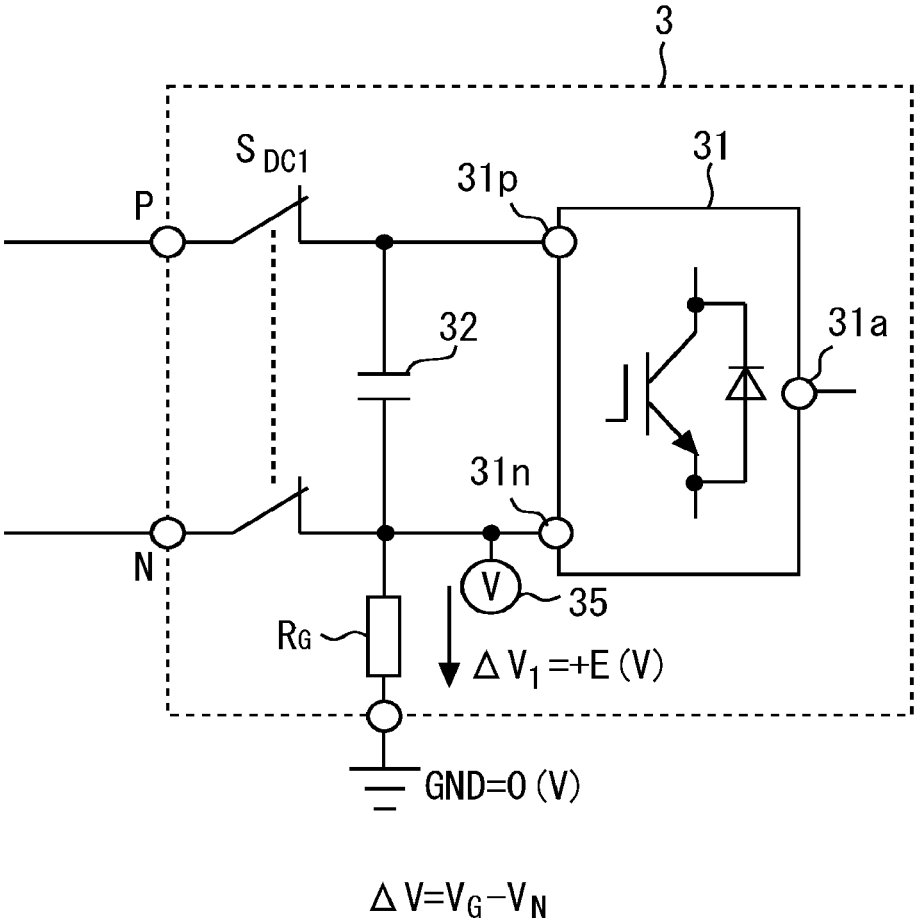 3
S DC1
31p
31
P
32
31a
31n
N
V
35
RG
ΔV1=+E(V)
GND=0(V)
ΔV=VG−VN